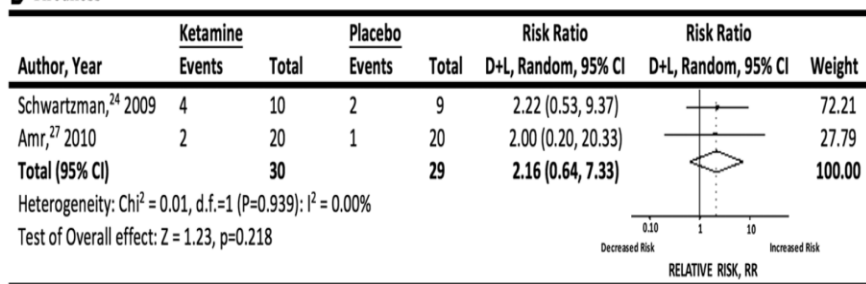 Ketamine Placebo Risk Ratio Risk Ratio
Author, Year Events Total Events Total D+L, Random, 95% CI D+L, Random, 95% CI Weight
Schwartzman,24 2009 4 10 2 9 2.22 (0.53, 9.37) 72.21
Amr,27 2010 2 20 1 20 2.00 (0.20, 20.33) 27.79
Total (95% CI) 30 29 2.16 (0.64, 7.33) 100.00
Heterogeneity: Chi2 = 0.01, d.f.=1 (P=0.939): I2 = 0.00%
Test of Overall effect: Z = 1.23, p=0.218
0.10 1 10
Decreased Risk Increased Risk
RELATIVE RISK, RR